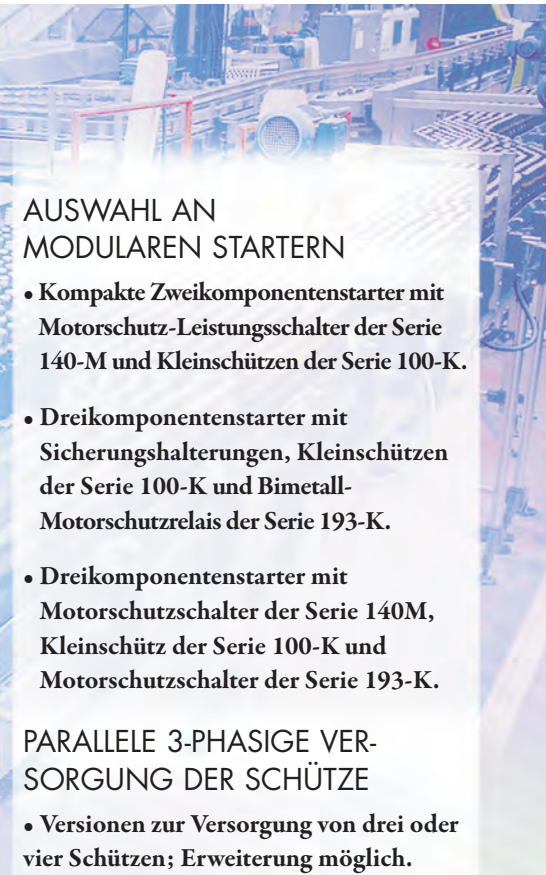 AUSWAHL AN
MODULAREN STARTERN
• Kompakte Zweikomponentenstarter mit
Motorschutz-Leistungsschalter der Serie
140-M und Kleinschützen der Serie 100-K.
• Dreikomponentenstarter mit
Sicherungshalterungen, Kleinschützen
der Serie 100-K und Bimetall-
Motorschutzrelais der Serie 193-K.
• Dreikomponentenstarter mit
Motorschutzschalter der Serie 140M,
Kleinschütz der Serie 100-K und
Motorschutzschalter der Serie 193-K.
PARALLELE 3-PHASIGE VER-
SORGUNG DER SCHÜTZE
• Versionen zur Versorgung von drei oder
vier Schützen; Erweiterung möglich.